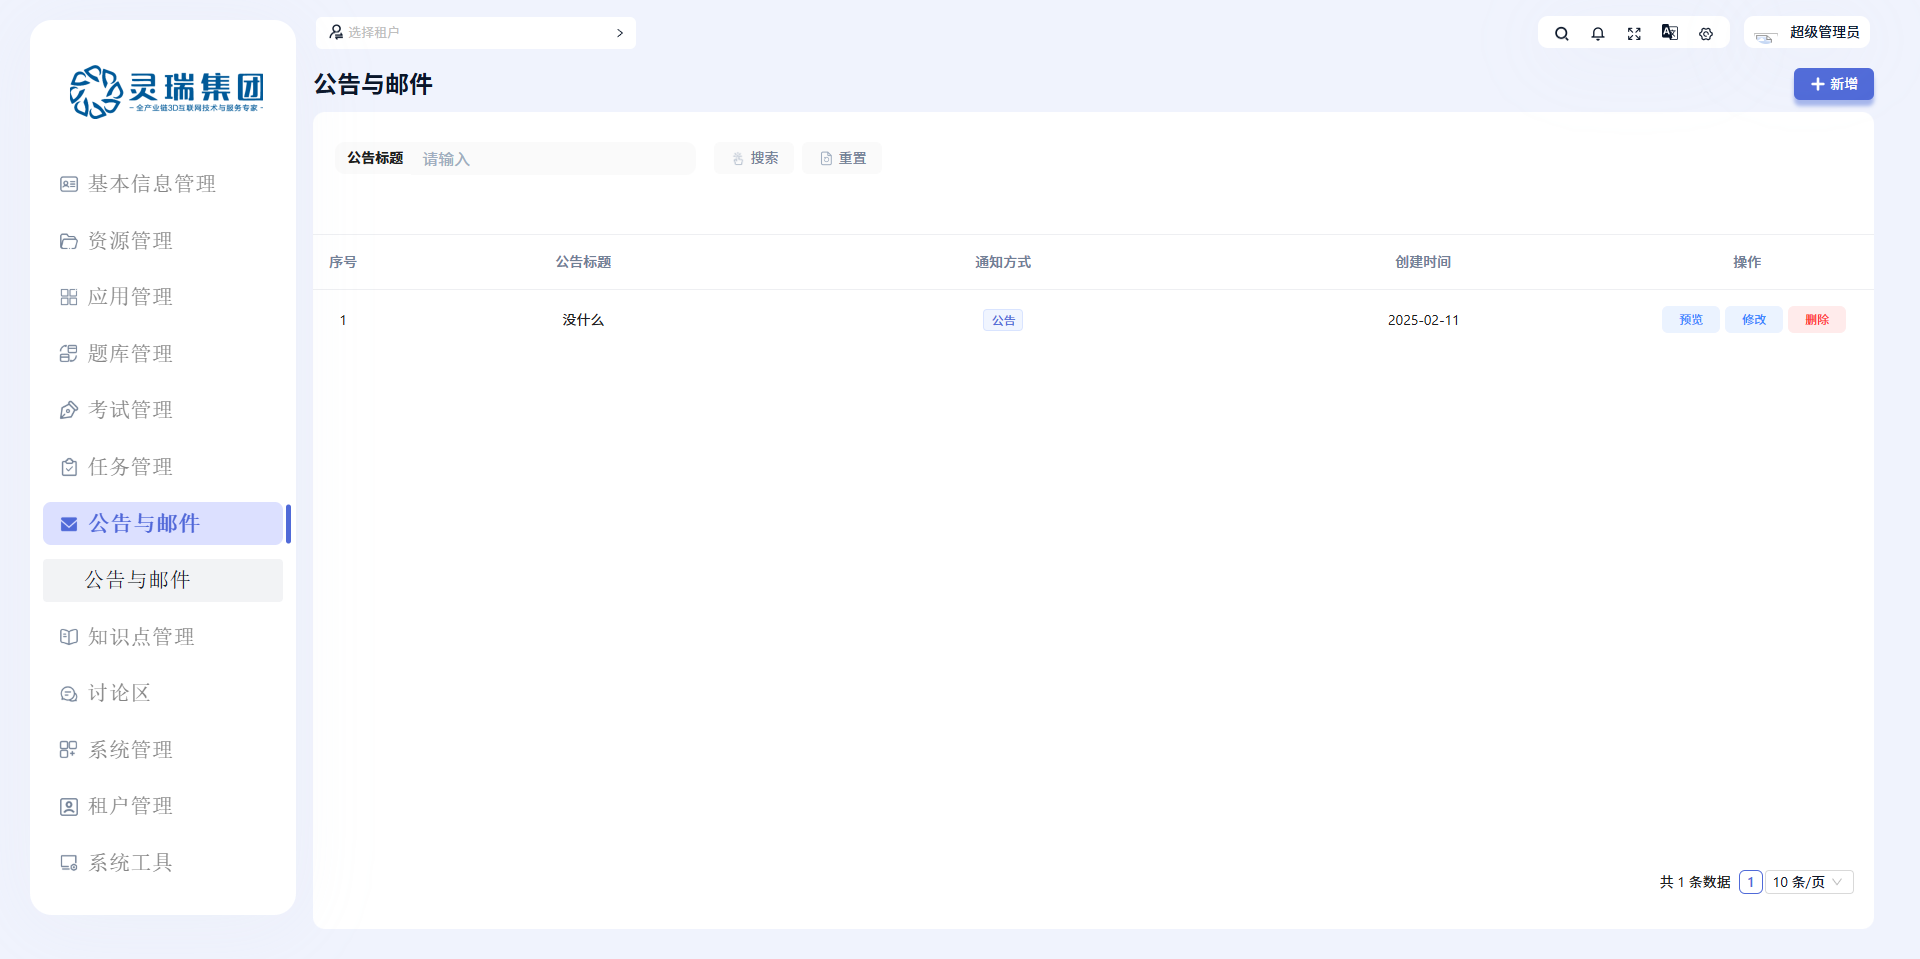 灵瑞集团
-全产业链3D互联网技术与服务专家-
基本信息管理
资源管理
应用管理
题库管理
考试管理
任务管理
公告与邮件
公告与邮件
知识点管理
讨论区
系统管理
租户管理
系统工具
选择租户
超级管理员
公告与邮件
新增
公告标题 请输入 搜索 重置
序号 公告标题 通知方式 创建时间 操作
1 没什么 公告 2025-02-11 预览 修改 删除
共 1 条数据 1 10 条/页